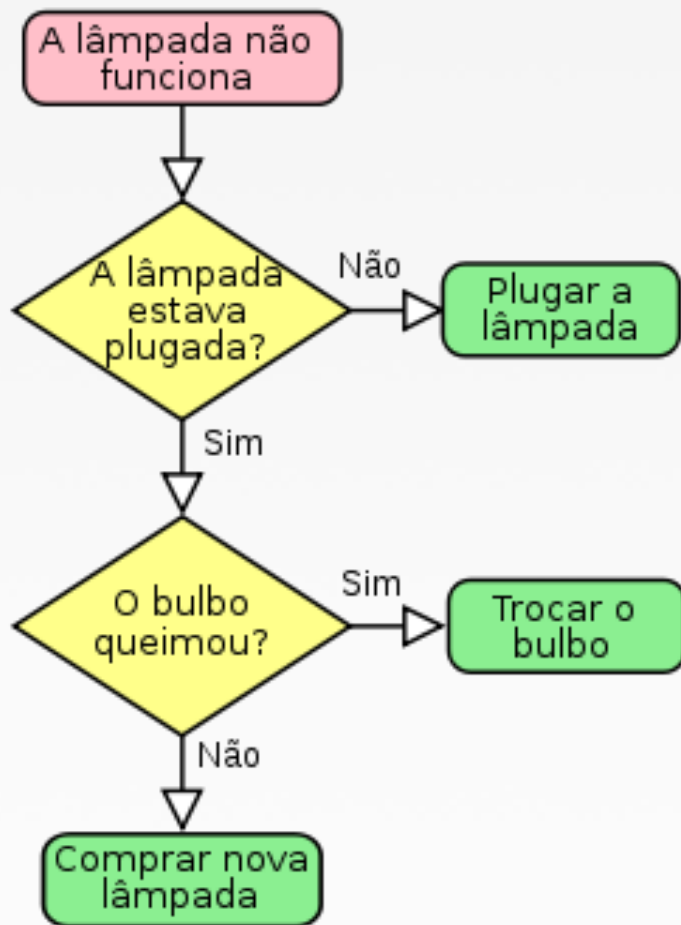 A lâmpada não
funciona
A lâmpada
estava
plugada?
Não
Plugar a
lâmpada
Sim
O bulbo
queimou?
Sim
Trocar o
bulbo
Não
Comprar nova
lâmpada